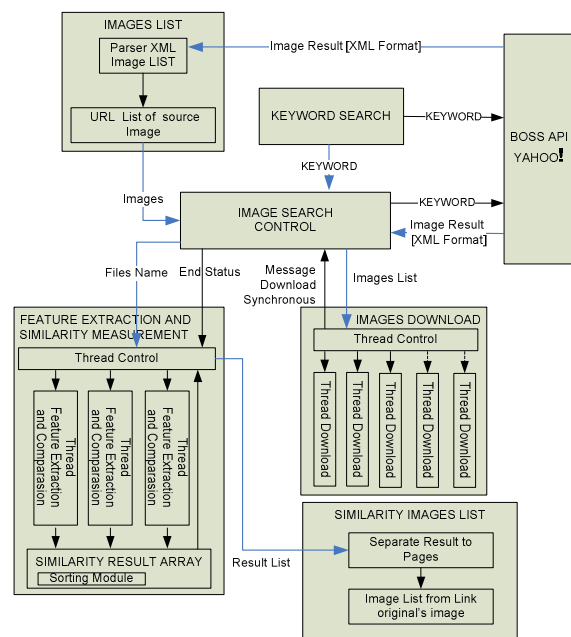 IMAGES LIST
Parser XML
Image LIST
URL List of source
Image
Image Result [XML Format]
KEYWORD SEARCH
KEYWORD
BOSS API
YAHOO!
KEYWORD
Images
IMAGE SEARCH
CONTROL
KEYWORD
Image Result
[XML Format]
Files Name
End Status
Message
Download
Synchronous
Images List
FEATURE EXTRACTION AND
SIMILARITY MEASUREMENT
Thread Control
Thread
Feature Extraction
and Comparasion
Thread
Feature Extraction
and Comparasion
Thread
Feature Extraction
and Comparasion
SIMILARITY RESULT ARRAY
Sorting Module
IMAGES DOWNLOAD
Thread Control
Thread Download
Thread Download
Thread Download
Thread Download
Thread Download
Result List
SIMILARITY IMAGES LIST
Separate Result to
Pages
Image List from Link
original's image